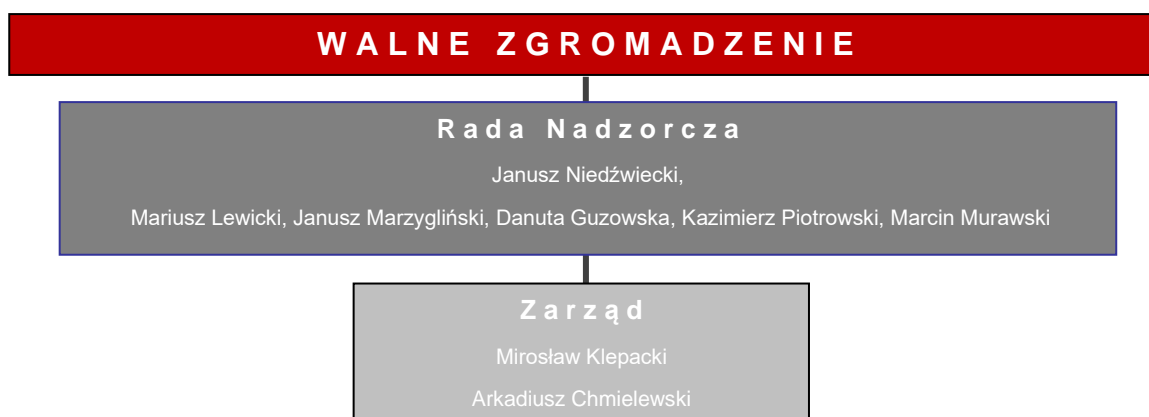 WALNE ZGROMADZENIE
Rada Nadzorcza
Janusz Niedźwiecki,
Mariusz Lewicki, Janusz Marzygliński, Danuta Guzowska, Kazimierz Piotrowski, Marcin Murawski
Zarząd
Mirosław Klepacki
Arkadiusz Chmielewski